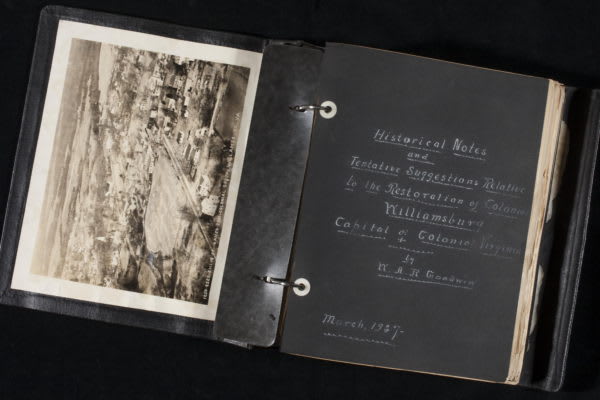 Historical Notes
and
Tentative Suggestions Relative
to the Restoration of Colonial
Williamsburg
Capital of Colonial Virginia
by
W. A. R. Goodwin
March, 1927-